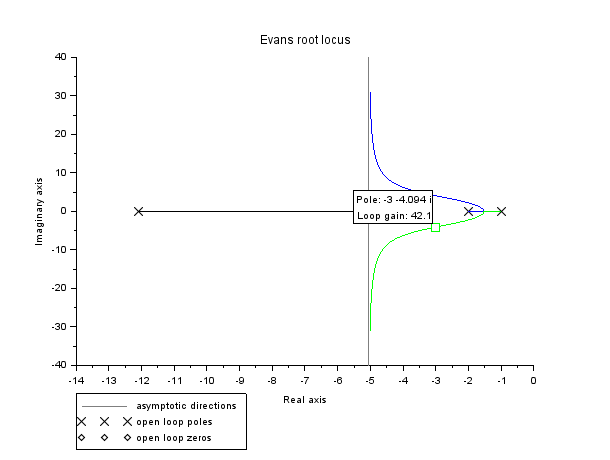 Evans root locus
40
30
20
10
0
-10
-20
-30
-40
Imaginary axis
Pole: -3 -4.094 i
Loop gain: 42.1
-14 -13 -12 -11 -10 -9 -8 -7 -6 -5 -4 -3 -2 -1 0
Real axis
asymptotic directions
open loop poles
open loop zeros